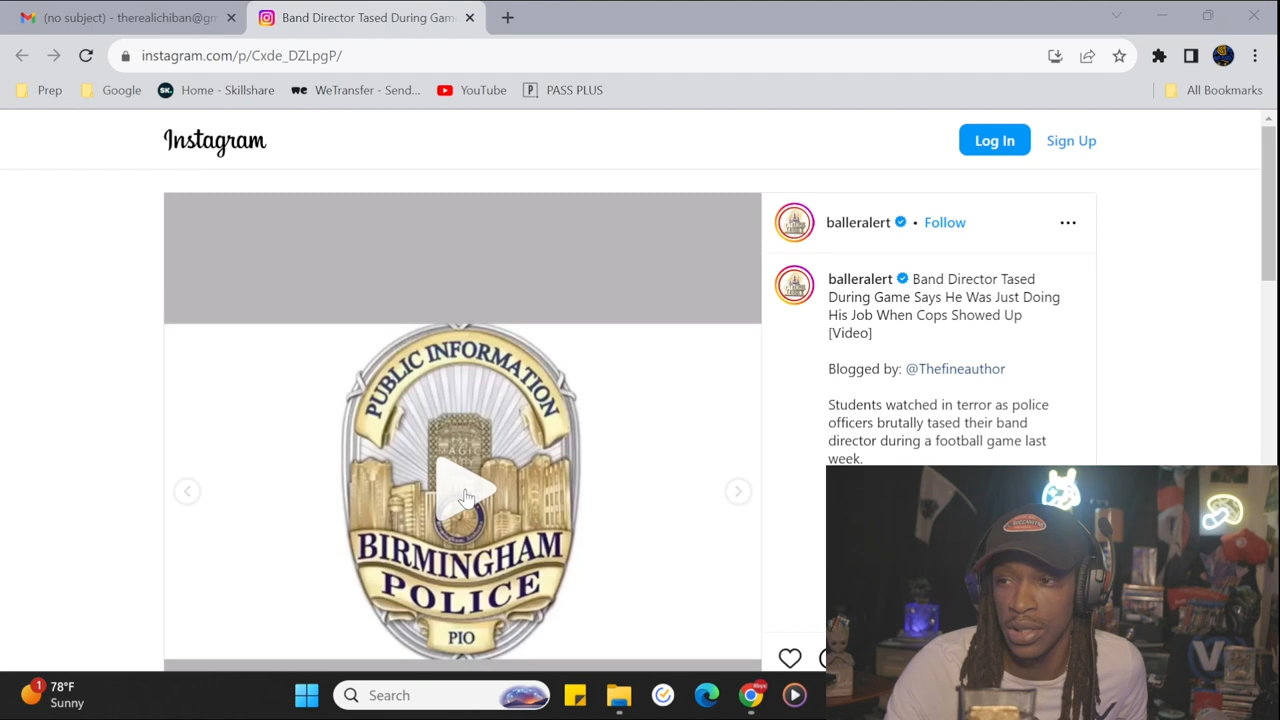 (no subject) - therealichiban@gm
Band Director Tased During Game
instagram.com/p/Cxde_DZLpgP/
Prep
Google
Home - Skillshare
WeTransfer - Send...
YouTube
PASS PLUS
All Bookmarks
Instagram
Log In
Sign Up
balleralert • Follow
balleralert Band Director Tased
During Game Says He Was Just Doing
His Job When Cops Showed Up
[Video]
Blogged by: @Thefineauthor
Students watched in terror as police
officers brutally tased their band
director during a football game last
week.
PUBLIC INFORMATION
BIRMINGHAM
POLICE
PIO
1
78°F
Sunny
Search